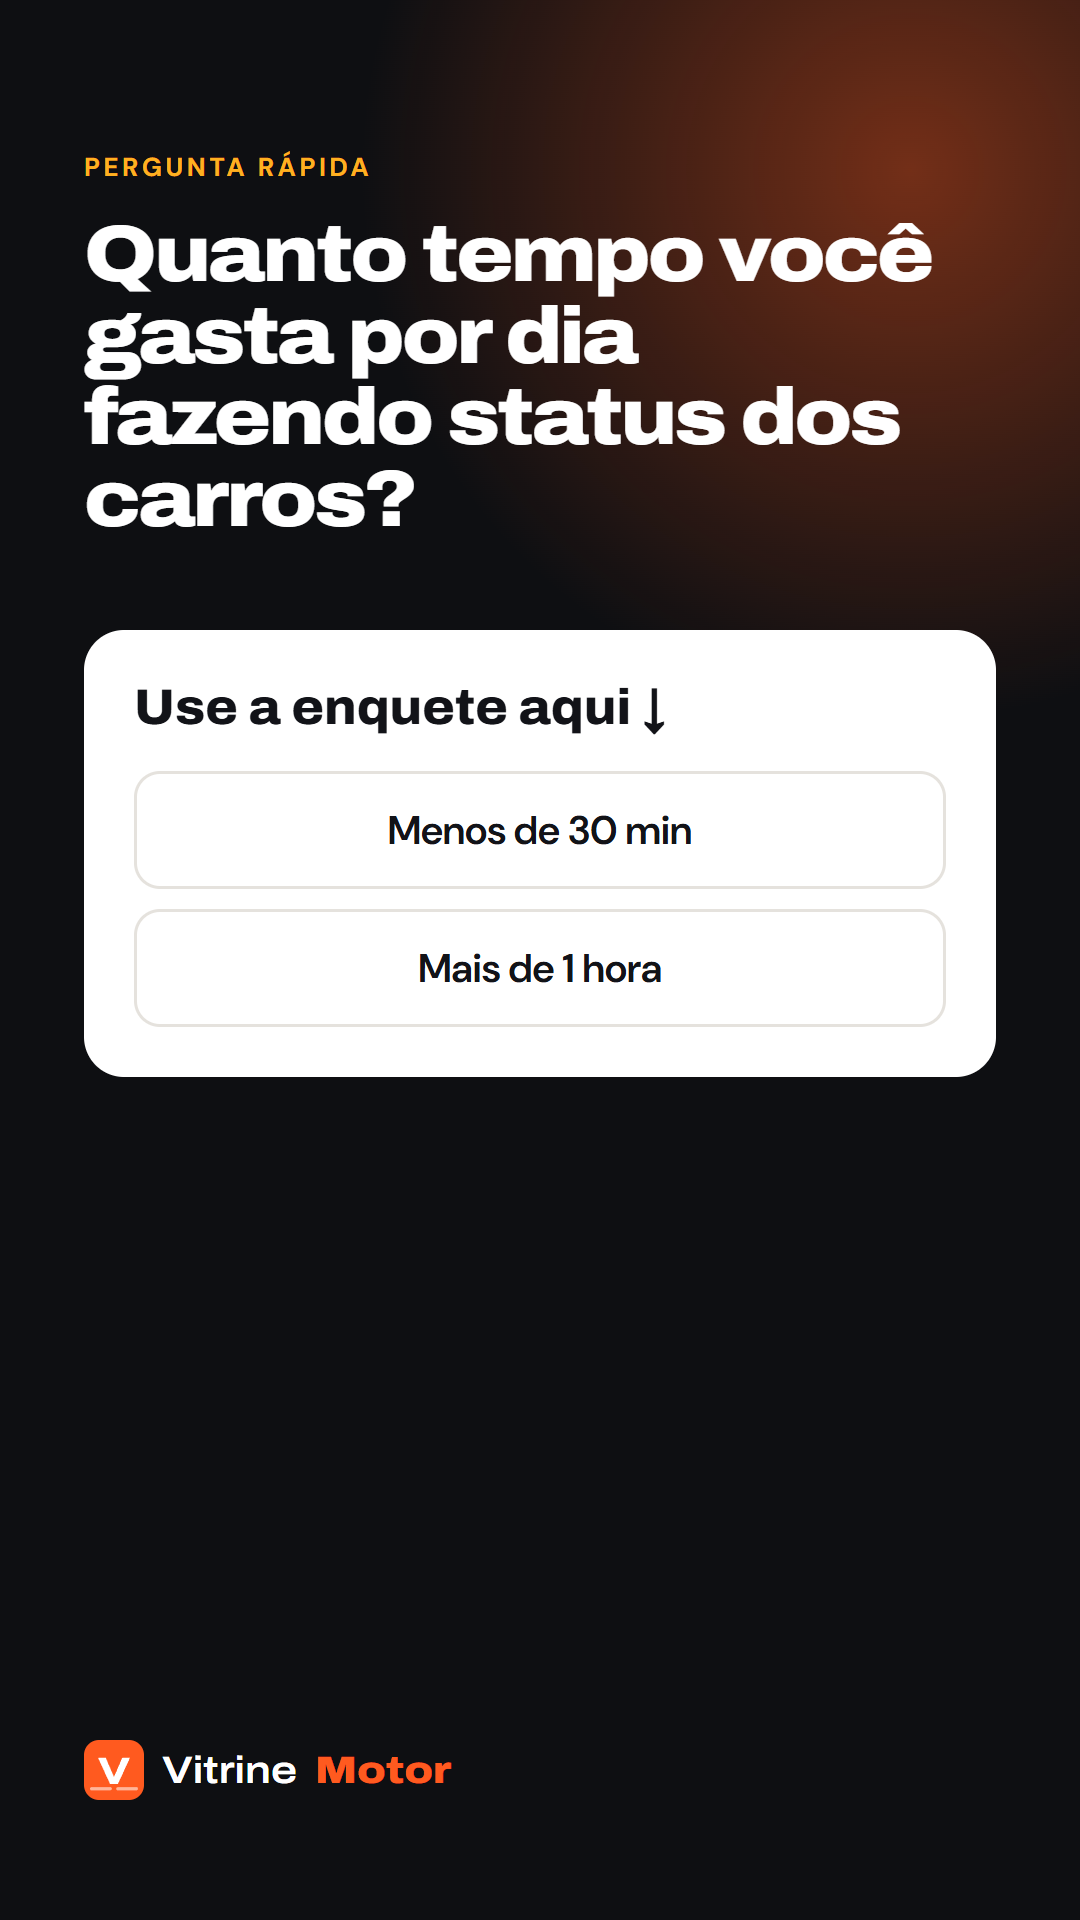 PERGUNTA RÁPIDA
Quanto tempo você
gasta por dia
fazendo status dos
carros?
Use a enquete aqui ↓
Menos de 30 min
Mais de 1 hora
V Vitrine Motor